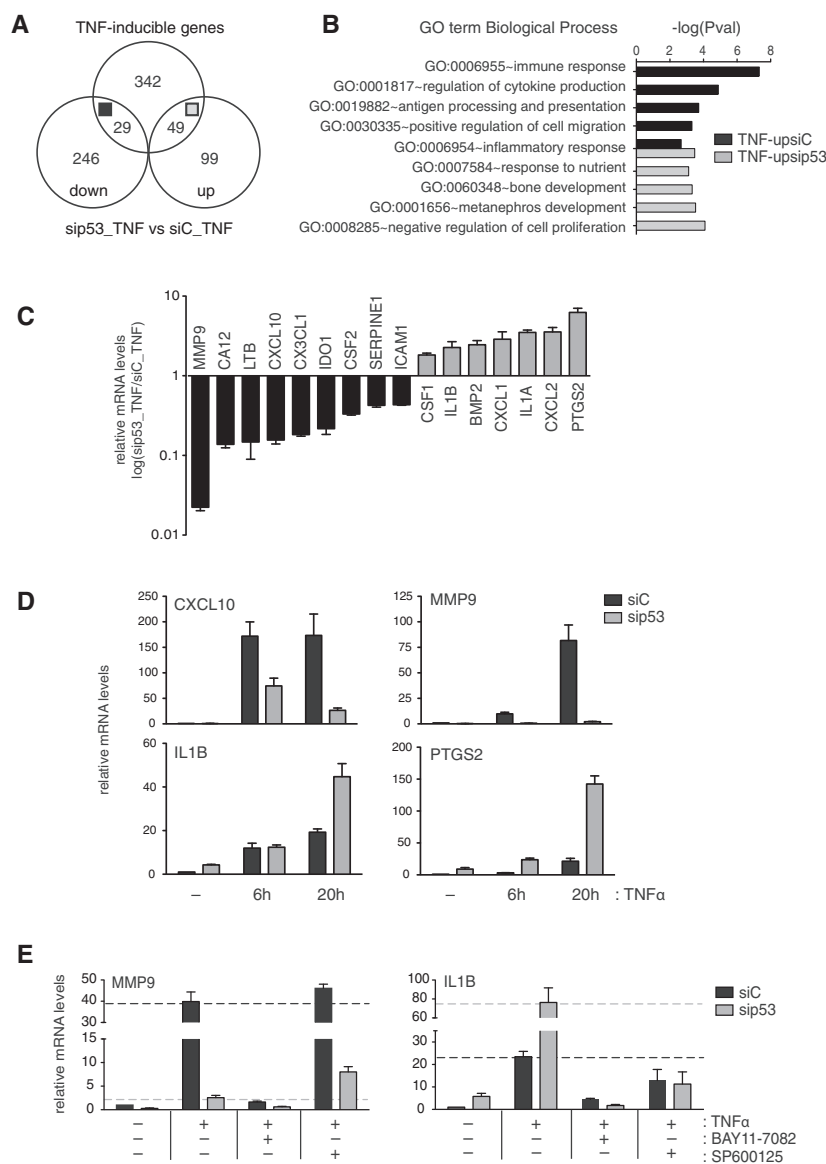 A
TNF-inducible genes
342
29
49
246
99
down
up
sip53_TNF vs siC_TNF
B
GO term Biological Process
-log(Pval)
0 2 4 6 8
GO:0006955~immune response
GO:0001817~regulation of cytokine production
GO:0019882~antigen processing and presentation
GO:0030335~positive regulation of cell migration
GO:0006954~inflammatory response
GO:0007584~response to nutrient
GO:0060348~bone development
GO:0001656~metanephros development
GO:0008285~negative regulation of cell proliferation
TNF-upsiC
TNF-upsip53
C
relative mRNA levels
log(sip53_TNF/siC_TNF)
10
1
0.1
0.01
MMP9
CA12
LTB
CXCL10
CX3CL1
IDO1
CSF2
SERPINE1
ICAM1
CSF1
IL1B
BMP2
CXCL1
IL1A
CXCL2
PTGS2
D
relative mRNA levels
CXCL10
250
200
150
100
50
0
MMP9
125
100
75
50
25
0
siC
sip53
IL1B
60
40
20
0
PTGS2
200
150
100
50
0
– 6h 20h
– 6h 20h : TNFα
E
relative mRNA levels
MMP9
50
40
30
15
10
5
0
IL1B
100
80
60
30
20
10
0
siC
sip53
– + + + – + + + : TNFα
– – + – – – + – : BAY11-7082
– – – + – – – + : SP600125